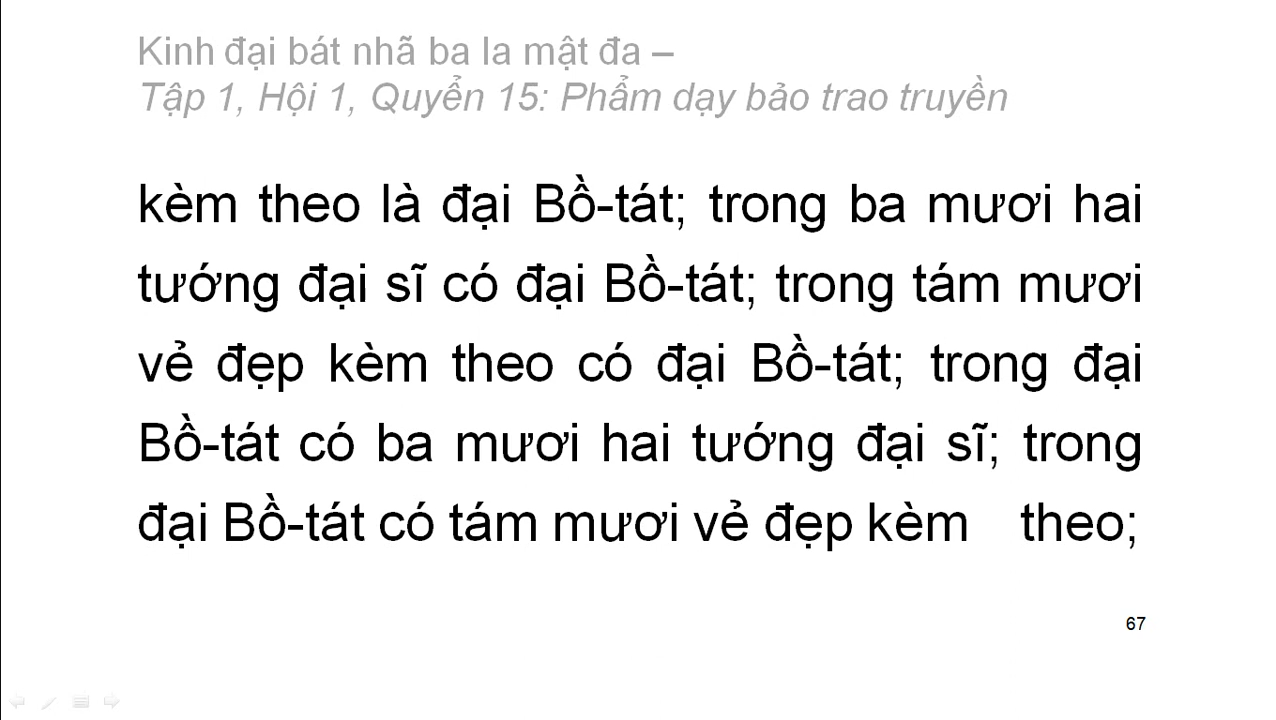 Kinh đại bát nhã ba la mật đa –
Tập 1, Hội 1, Quyển 15: Phẩm dạy bảo trao truyền
kèm theo là đại Bồ-tát; trong ba mươi hai
tướng đại sĩ có đại Bồ-tát; trong tám mươi
vẻ đẹp kèm theo có đại Bồ-tát; trong đại
Bồ-tát có ba mươi hai tướng đại sĩ; trong
đại Bồ-tát có tám mươi vẻ đẹp kèm theo;
67